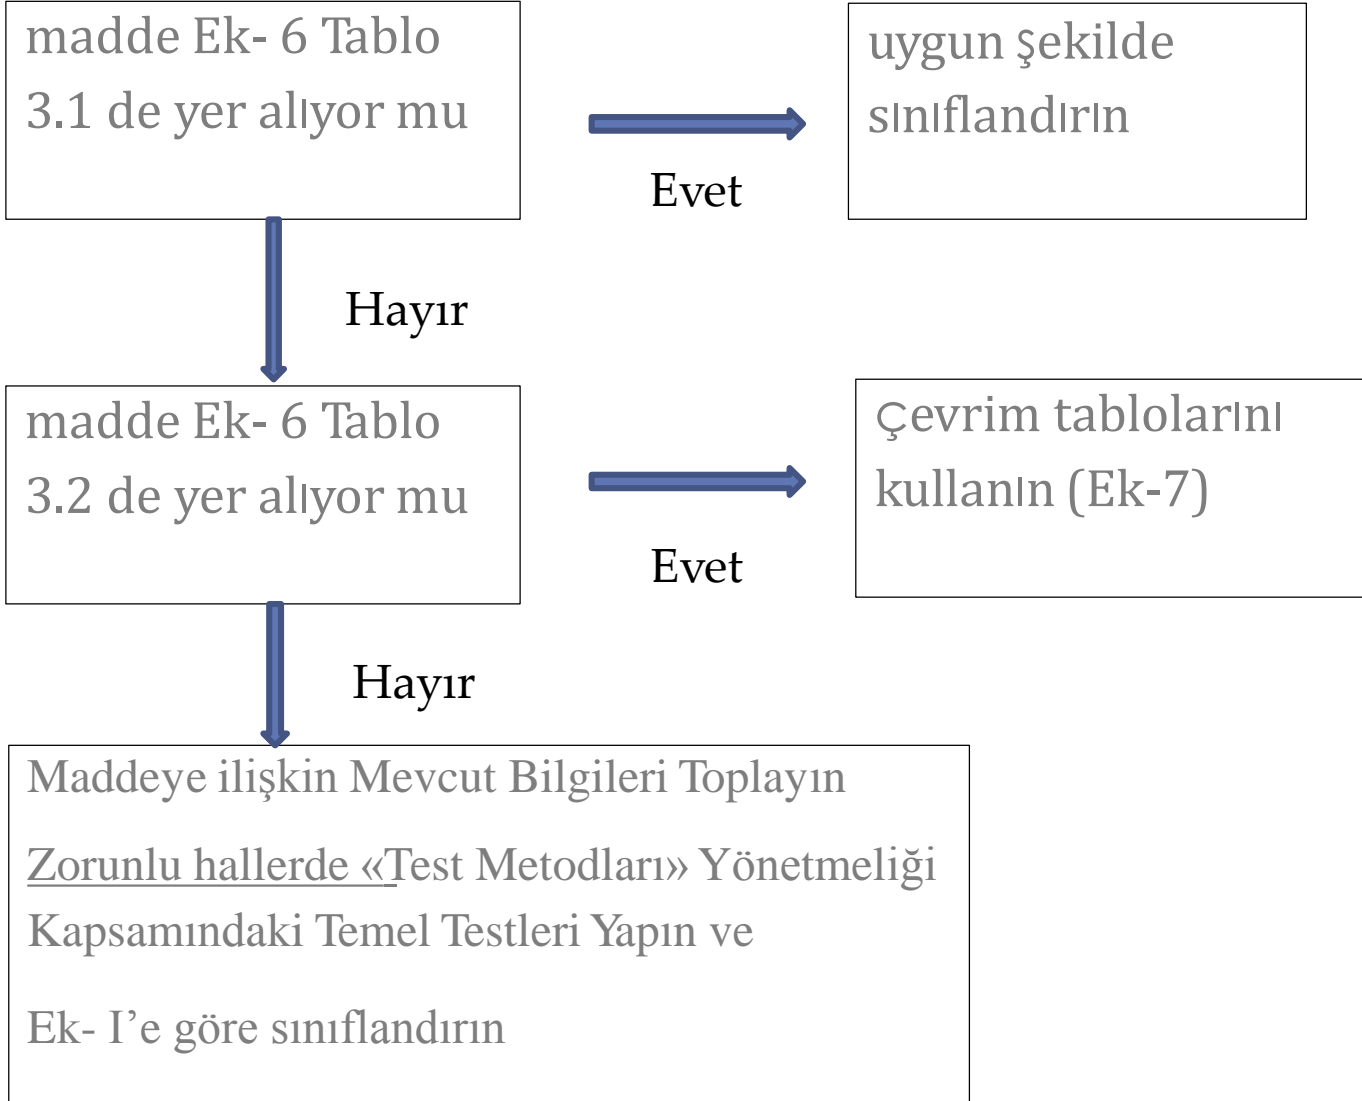 madde Ek- 6 Tablo
3.1 de yer alıyor mu
Evet
uygun şekilde
sınıflandırın
Hayır
madde Ek- 6 Tablo
3.2 de yer alıyor mu
Evet
Çevrim tablolarını
kullanın (Ek-7)
Hayır
Maddeye ilişkin Mevcut Bilgileri Toplayın
Zorunlu hallerde «Test Metodları» Yönetmeliği
Kapsamındaki Temel Testleri Yapın ve
Ek- I’e göre sınıflandırın